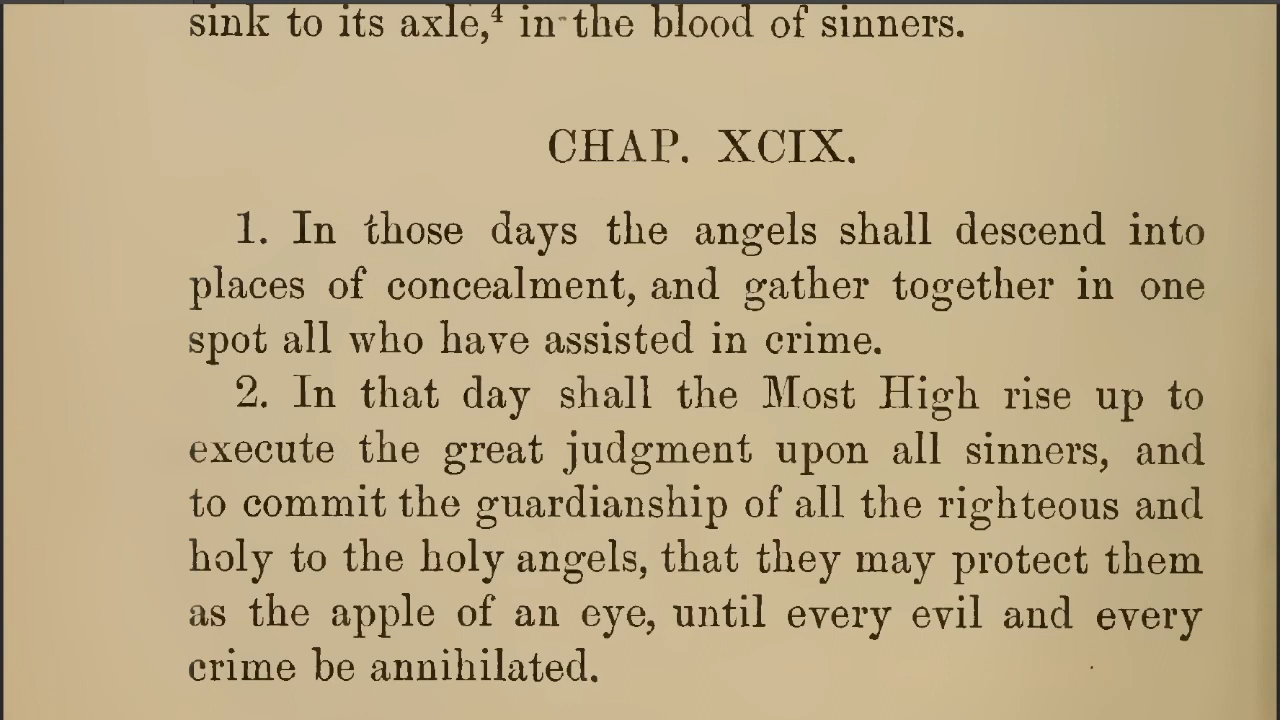 sink to its axle,⁴ in the blood of sinners.
CHAP. XCIX.
1. In those days the angels shall descend into
places of concealment, and gather together in one
spot all who have assisted in crime.
2. In that day shall the Most High rise up to
execute the great judgment upon all sinners, and
to commit the guardianship of all the righteous and
holy to the holy angels, that they may protect them
as the apple of an eye, until every evil and every
crime be annihilated.